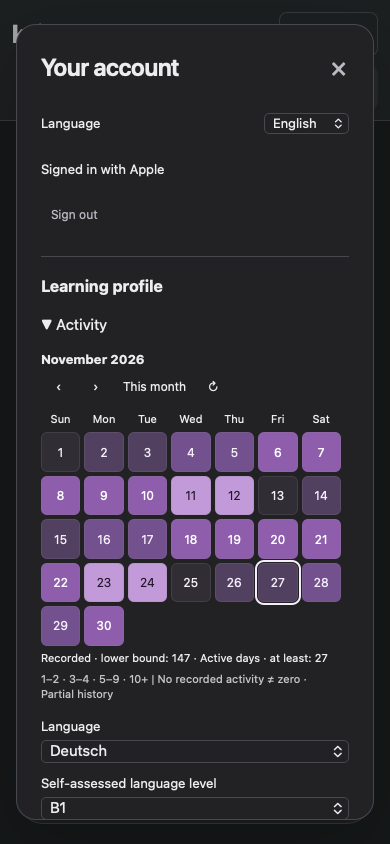 Your account
Language English
Signed in with Apple
Sign out
Learning profile
▼ Activity
November 2026
‹ › This month ↻
Sun Mon Tue Wed Thu Fri Sat
1 2 3 4 5 6 7
8 9 10 11 12 13 14
15 16 17 18 19 20 21
22 23 24 25 26 27 28
29 30
Recorded · lower bound: 147 · Active days · at least: 27
1–2 · 3–4 · 5–9 · 10+ | No recorded activity ≠ zero ·
Partial history
Language
Deutsch
Self-assessed language level
B1